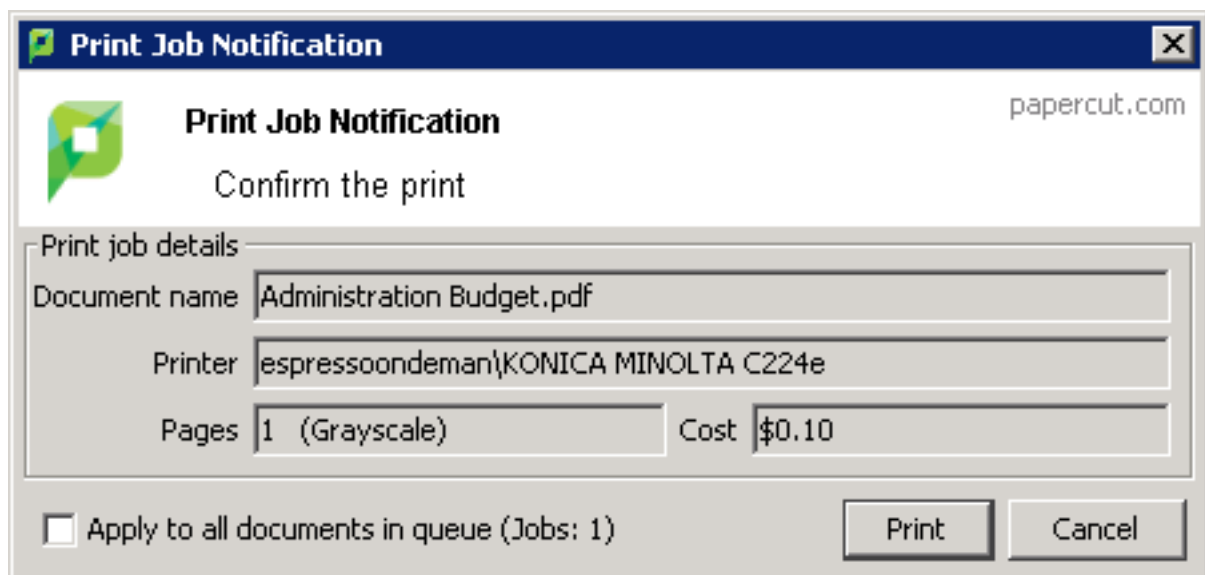 Print Job Notification
papercut.com
Print Job Notification
Confirm the print
Print job details
Document name Administration Budget.pdf
Printer espressoondeman\KONICA MINOLTA C224e
Pages 1 (Grayscale) Cost $0.10
Apply to all documents in queue (Jobs: 1) Print Cancel